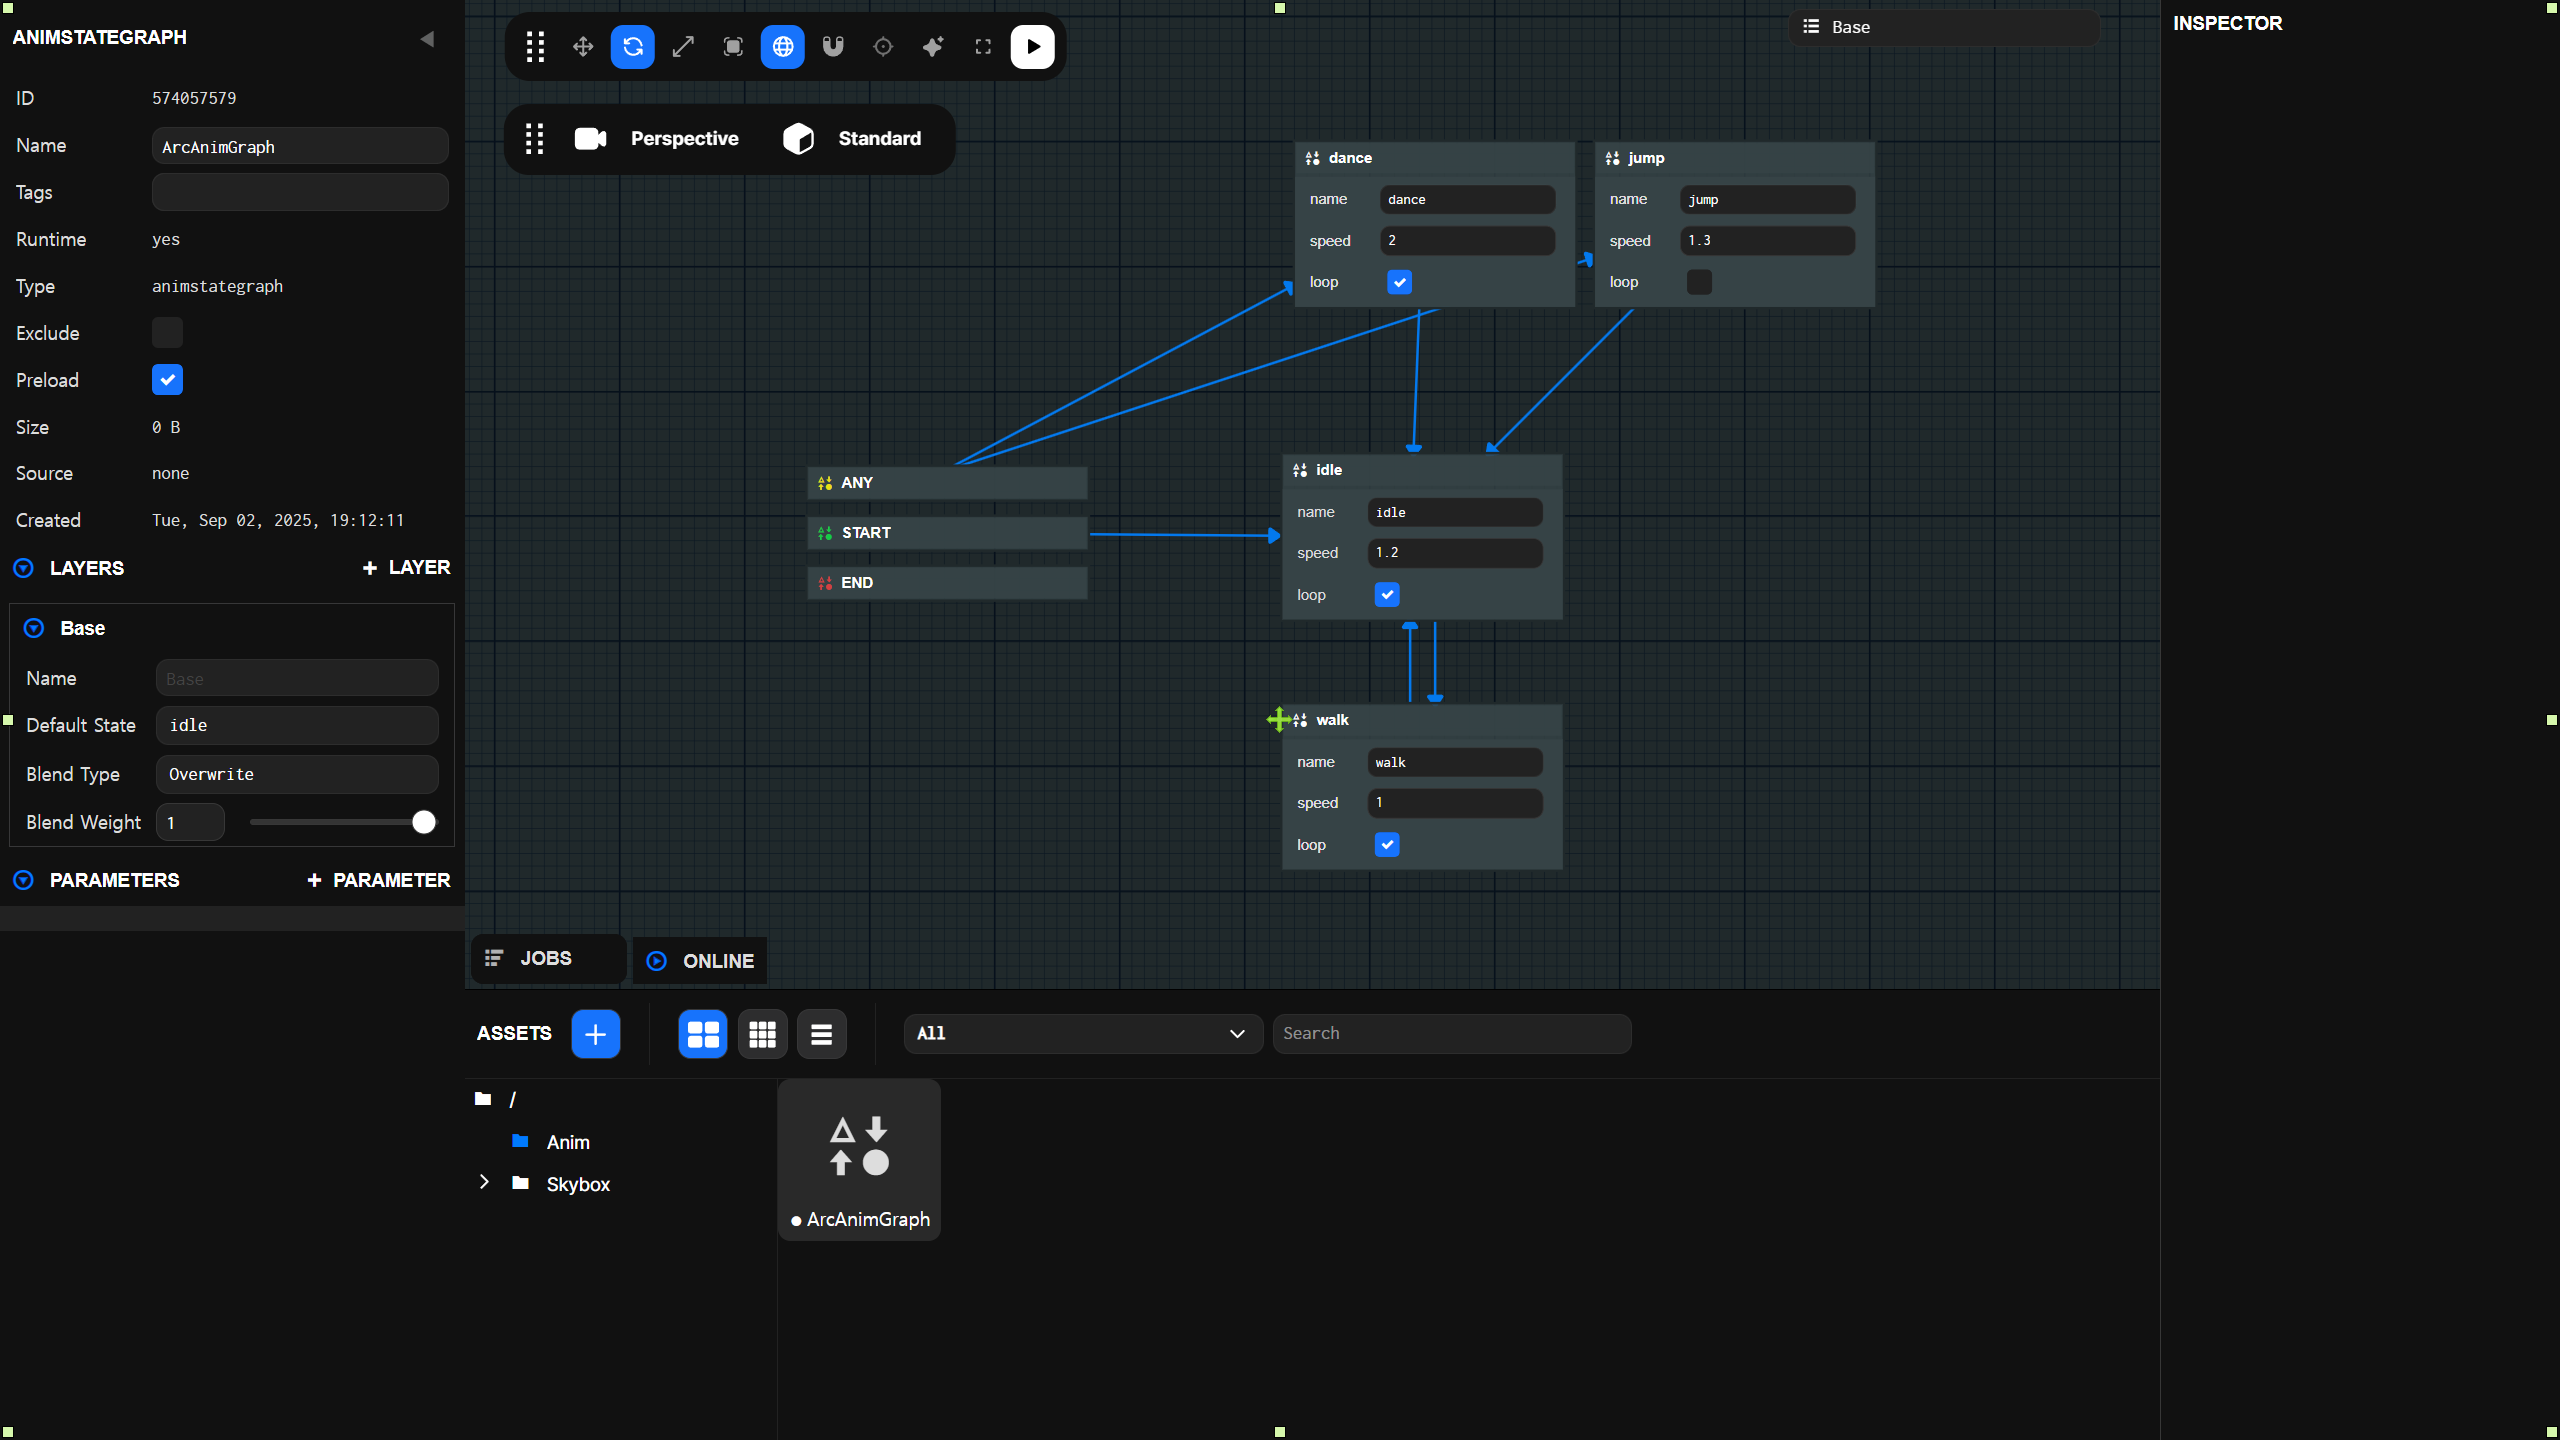 ANIMSTATEGRAPH
ID 574057579
Name ArcAnimGraph
Tags
Runtime yes
Type animstategraph
Exclude
Preload
Size 0 B
Source none
Created Tue, Sep 02, 2025, 19:12:11
LAYERS + LAYER
Base
Name Base
Default State idle
Blend Type Overwrite
Blend Weight 1
PARAMETERS + PARAMETER
Perspective Standard
Base
dance
name dance
speed 2
loop
jump
name jump
speed 1.3
loop
ANY
START
END
idle
name idle
speed 1.2
loop
walk
name walk
speed 1
loop
JOBS ONLINE
ASSETS All Search
/
Anim
Skybox
ArcAnimGraph
INSPECTOR